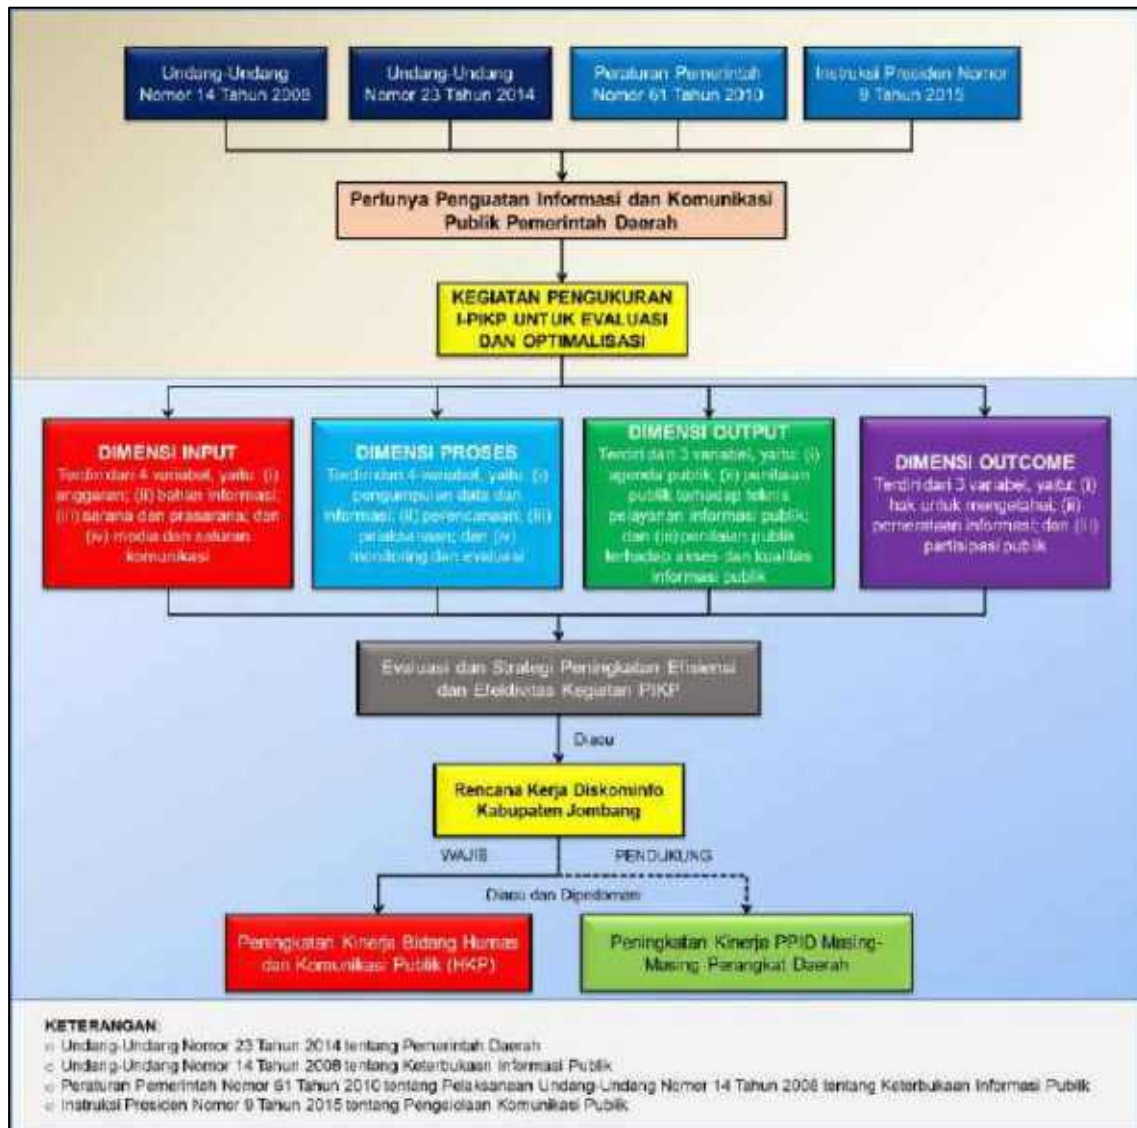 Undang-Undang
Nomor 14 Tahun 2008
Undang-Undang
Nomor 23 Tahun 2014
Peraturan Pemerintah
Nomor 61 Tahun 2010
Instruksi Presiden Nomor
9 Tahun 2015
Perlunya Penguatan Informasi dan Komunikasi
Publik Pemerintah Daerah
KEGIATAN PENGUKURAN
I-PIKP UNTUK EVALUASI
DAN OPTIMALISASI
DIMENSI INPUT
Terdiri dari 4 variabel, yaitu: (i)
anggaran; (ii) bahan informasi;
(iii) sarana dan prasarana; dan
(iv) media dan saluran
komunikasi
DIMENSI PROSES
Terdiri dari 4 variabel, yaitu: (i)
pengumpulan data dan
informasi; (ii) perencanaan; (iii)
pelaksanaan; dan (iv)
monitoring dan evaluasi
DIMENSI OUTPUT
Terdiri dari 3 variabel, yaitu: (i)
agenda publik; (ii) penilaian
publik terhadap teknis
pelayanan informasi publik;
dan (iii) penilaian publik
terhadap akses dan kualitas
informasi publik
DIMENSI OUTCOME
Terdiri dari 3 variabel, yaitu: (i)
hak untuk mengetahui; (ii)
pemerataan informasi; dan (iii)
partisipasi publik
Evaluasi dan Strategi Peningkatan Efisiensi
dan Efektivitas Kegiatan PIKP
Diacu
Rencana Kerja Diskominfo
Kabupaten Jombang
WAJIB
PENDUKUNG
Diacu dan Dipedomani
Peningkatan Kinerja Bidang Humas
dan Komunikasi Publik (HKP)
Peningkatan Kinerja PPID Masing-
Masing Perangkat Daerah
KETERANGAN:
o Undang-Undang Nomor 23 Tahun 2014 tentang Pemerintah Daerah
o Undang-Undang Nomor 14 Tahun 2008 tentang Keterbukaan Informasi Publik
o Peraturan Pemerintah Nomor 61 Tahun 2010 tentang Pelaksanaan Undang-Undang Nomor 14 Tahun 2008 tentang Keterbukaan Informasi Publik
o Instruksi Presiden Nomor 9 Tahun 2015 tentang Pengelolaan Komunikasi Publik